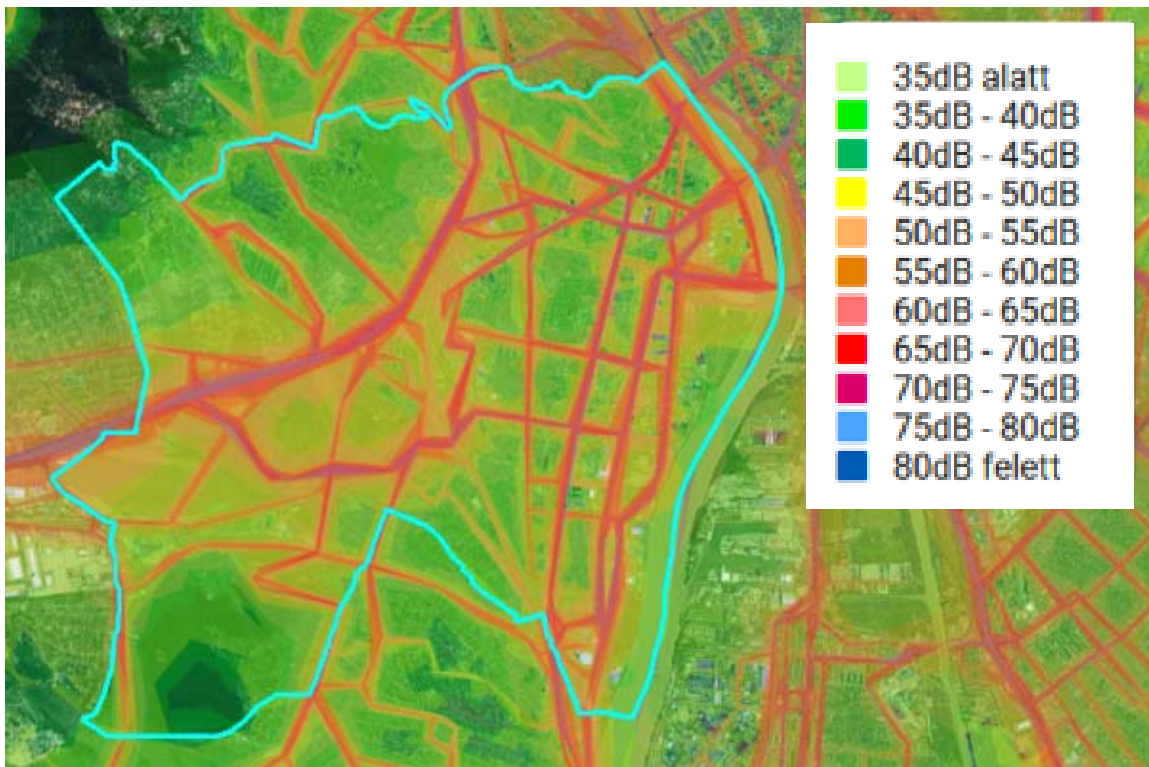 35dB alatt
35dB - 40dB
40dB - 45dB
45dB - 50dB
50dB - 55dB
55dB - 60dB
60dB - 65dB
65dB - 70dB
70dB - 75dB
75dB - 80dB
80dB felett